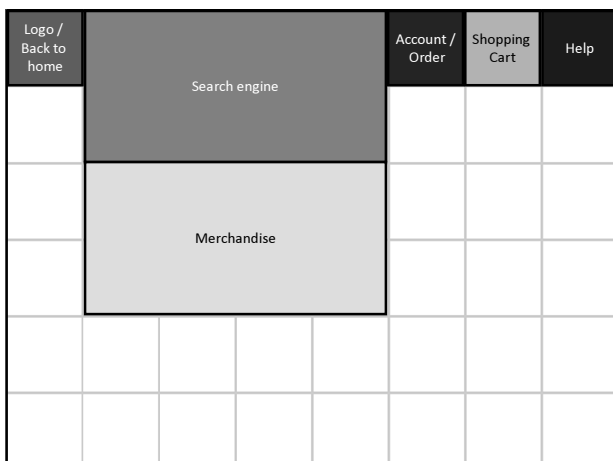 Logo /
Back to
home
Search engine
Account /
Order
Shopping
Cart
Help
Merchandise